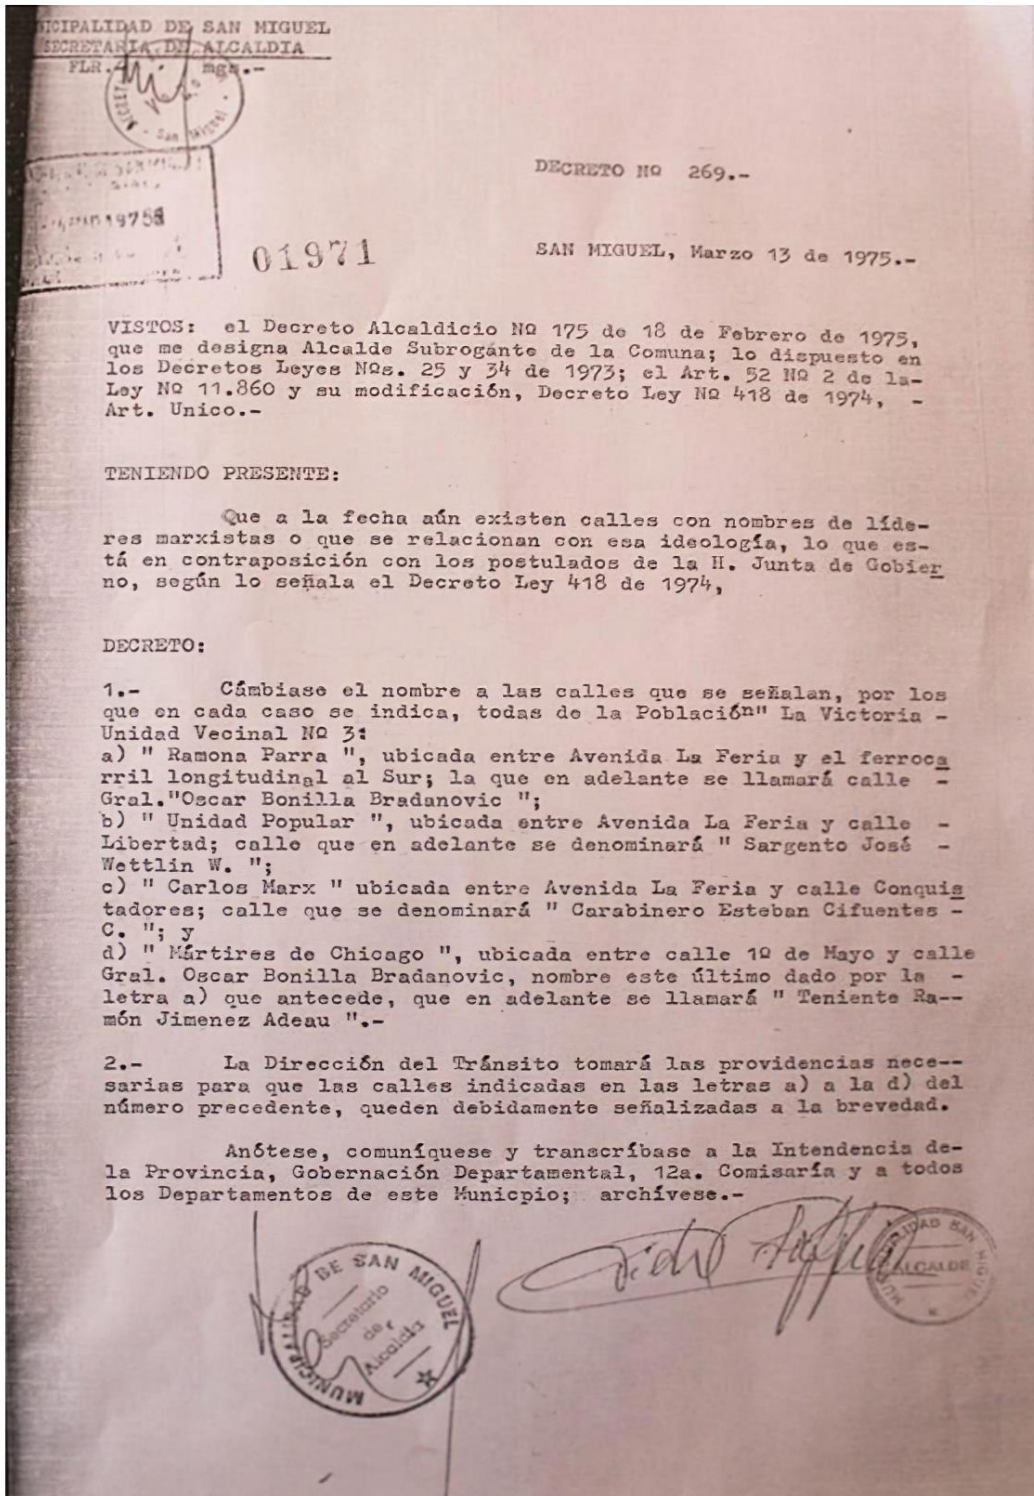 NICIPALIDAD DE SAN MIGUEL
SECRETARIA DE ALCALDIA
FLR. mgs.-
San Miguel
DECRETO Nº 269.-
01971
SAN MIGUEL, Marzo 13 de 1975.-
VISTOS: el Decreto Alcaldicio Nº 175 de 18 de Febrero de 1975,
que me designa Alcalde Subrogante de la Comuna; lo dispuesto en
los Decretos Leyes Nºs. 25 y 34 de 1973; el Art. 52 Nº 2 de la-
Ley Nº 11.860 y su modificación, Decreto Ley Nº 418 de 1974, -
Art. Unico.-
TENIENDO PRESENTE:
Que a la fecha aún existen calles con nombres de líde-
res marxistas o que se relacionan con esa ideología, lo que es-
tá en contraposición con los postulados de la H. Junta de Gobier
no, según lo señala el Decreto Ley 418 de 1974,
DECRETO:
1.- Cámbiase el nombre a las calles que se señalan, por los
que en cada caso se indica, todas de la Población" La Victoria -
Unidad Vecinal Nº 3:
a) " Ramona Parra ", ubicada entre Avenida La Feria y el ferroca
rril longitudinal al Sur; la que en adelante se llamará calle -
Gral."Oscar Bonilla Bradanovic ";
b) " Unidad Popular ", ubicada entre Avenida La Feria y calle -
Libertad; calle que en adelante se denominará " Sargento José -
Wettlin W. ";
c) " Carlos Marx " ubicada entre Avenida La Feria y calle Conquis
tadores; calle que se denominará " Carabinero Esteban Cifuentes -
C. "; y
d) " Mártires de Chicago ", ubicada entre calle 1º de Mayo y calle
Gral. Oscar Bonilla Bradanovic, nombre este último dado por la -
letra a) que antecede, que en adelante se llamará " Teniente Ra--
món Jimenez Adeau ".-
2.- La Dirección del Tránsito tomará las providencias nece--
sarias para que las calles indicadas en las letras a) a la d) del
número precedente, queden debidamente señalizadas a la brevedad.
Anótese, comuníquese y transcríbase a la Intendencia de-
la Provincia, Gobernación Departamental, 12a. Comisaría y a todos
los Departamentos de este Municpio; archívese.-
MUNICIPALIDAD DE SAN MIGUEL
Secretario
de
Alcaldia
MUNICIPALIDAD SAN MIGUEL
ALCALDE